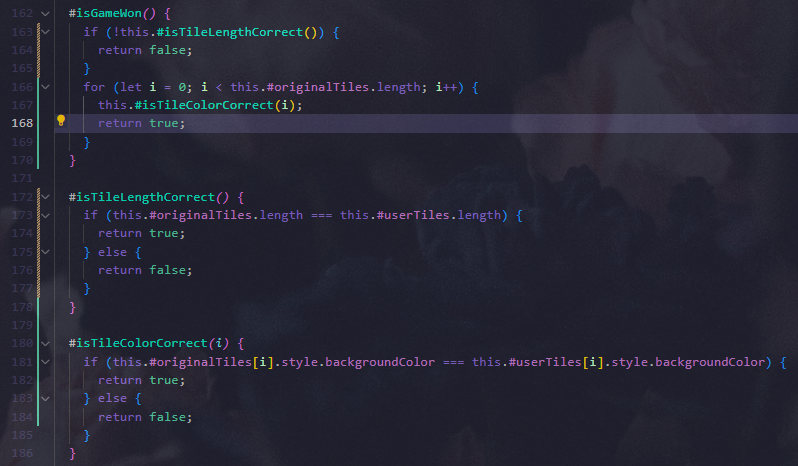 162 #isGameWon() {
163 if (!this.#isTileLengthCorrect()) {
164 return false;
165 }
166 for (let i = 0; i < this.#originalTiles.length; i++) {
167 this.#isTileColorCorrect(i);
168 return true;
169 }
170 }
171
172 #isTileLengthCorrect() {
173 if (this.#originalTiles.length === this.#userTiles.length) {
174 return true;
175 } else {
176 return false;
177 }
178 }
179
180 #isTileColorCorrect(i) {
181 if (this.#originalTiles[i].style.backgroundColor === this.#userTiles[i].style.backgroundColor) {
182 return true;
183 } else {
184 return false;
185 }
186 }